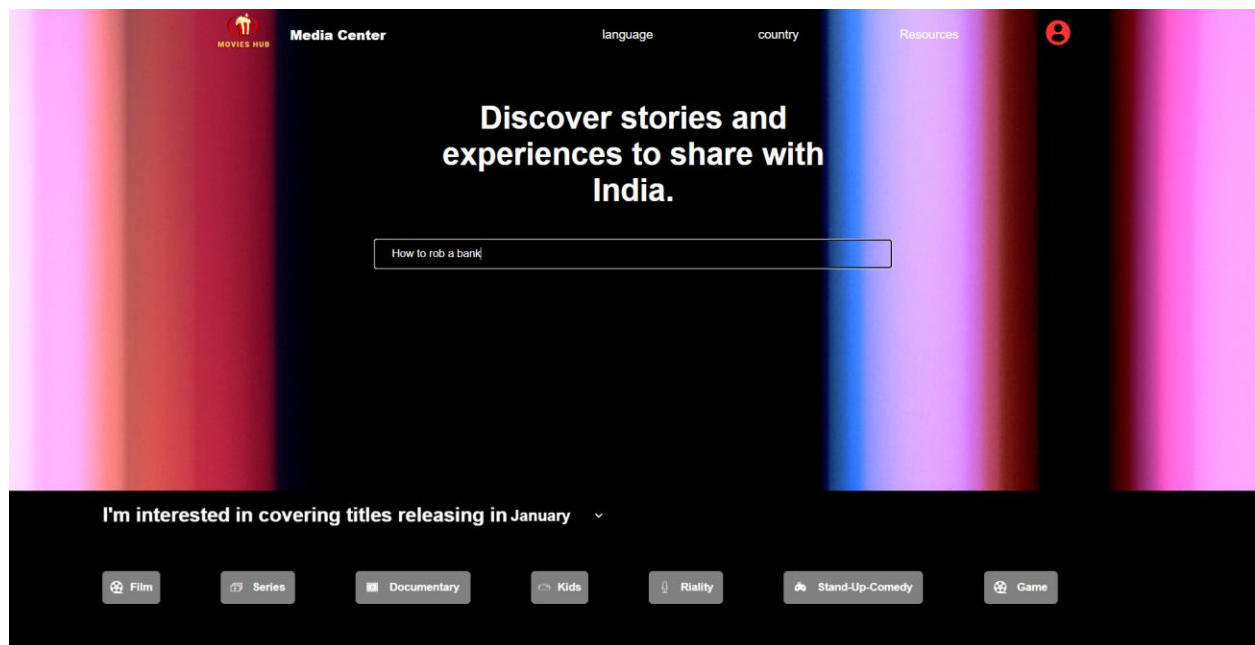 MOVIES HUB
Media Center
language
country
Resources
Discover stories and
experiences to share with
India.
How to rob a bank
I'm interested in covering titles releasing in January
Film
Series
Documentary
Kids
Riality
Stand-Up-Comedy
Game